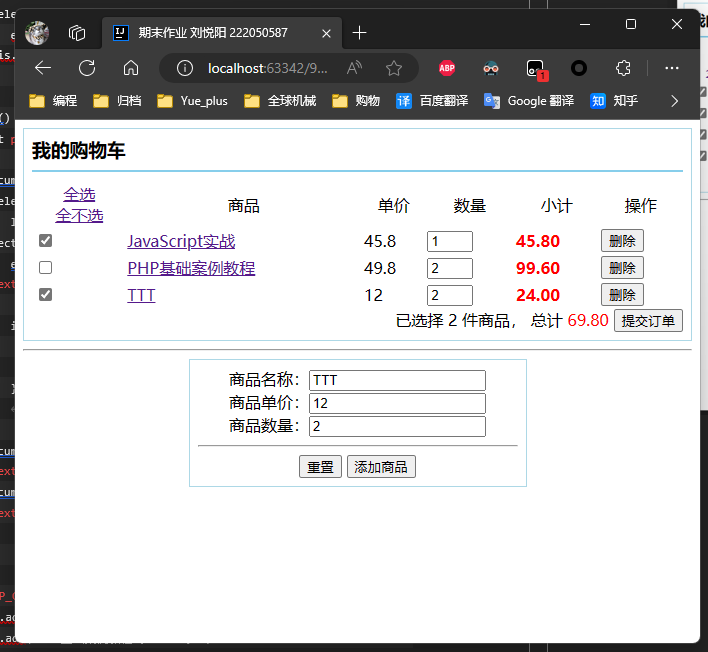 期末作业 刘悦阳 222050587
localhost:63342/9...
ABP
1
编程 归档 Yue_plus 全球机械 购物 百度翻译 Google 翻译 知乎
我的购物车
全选
全不选
商品 单价 数量 小计 操作
JavaScript实战 45.8 1 45.80 删除
PHP基础案例教程 49.8 2 99.60 删除
TTT 12 2 24.00 删除
已选择 2 件商品， 总计 69.80 提交订单
商品名称： TTT
商品单价： 12
商品数量： 2
重置 添加商品